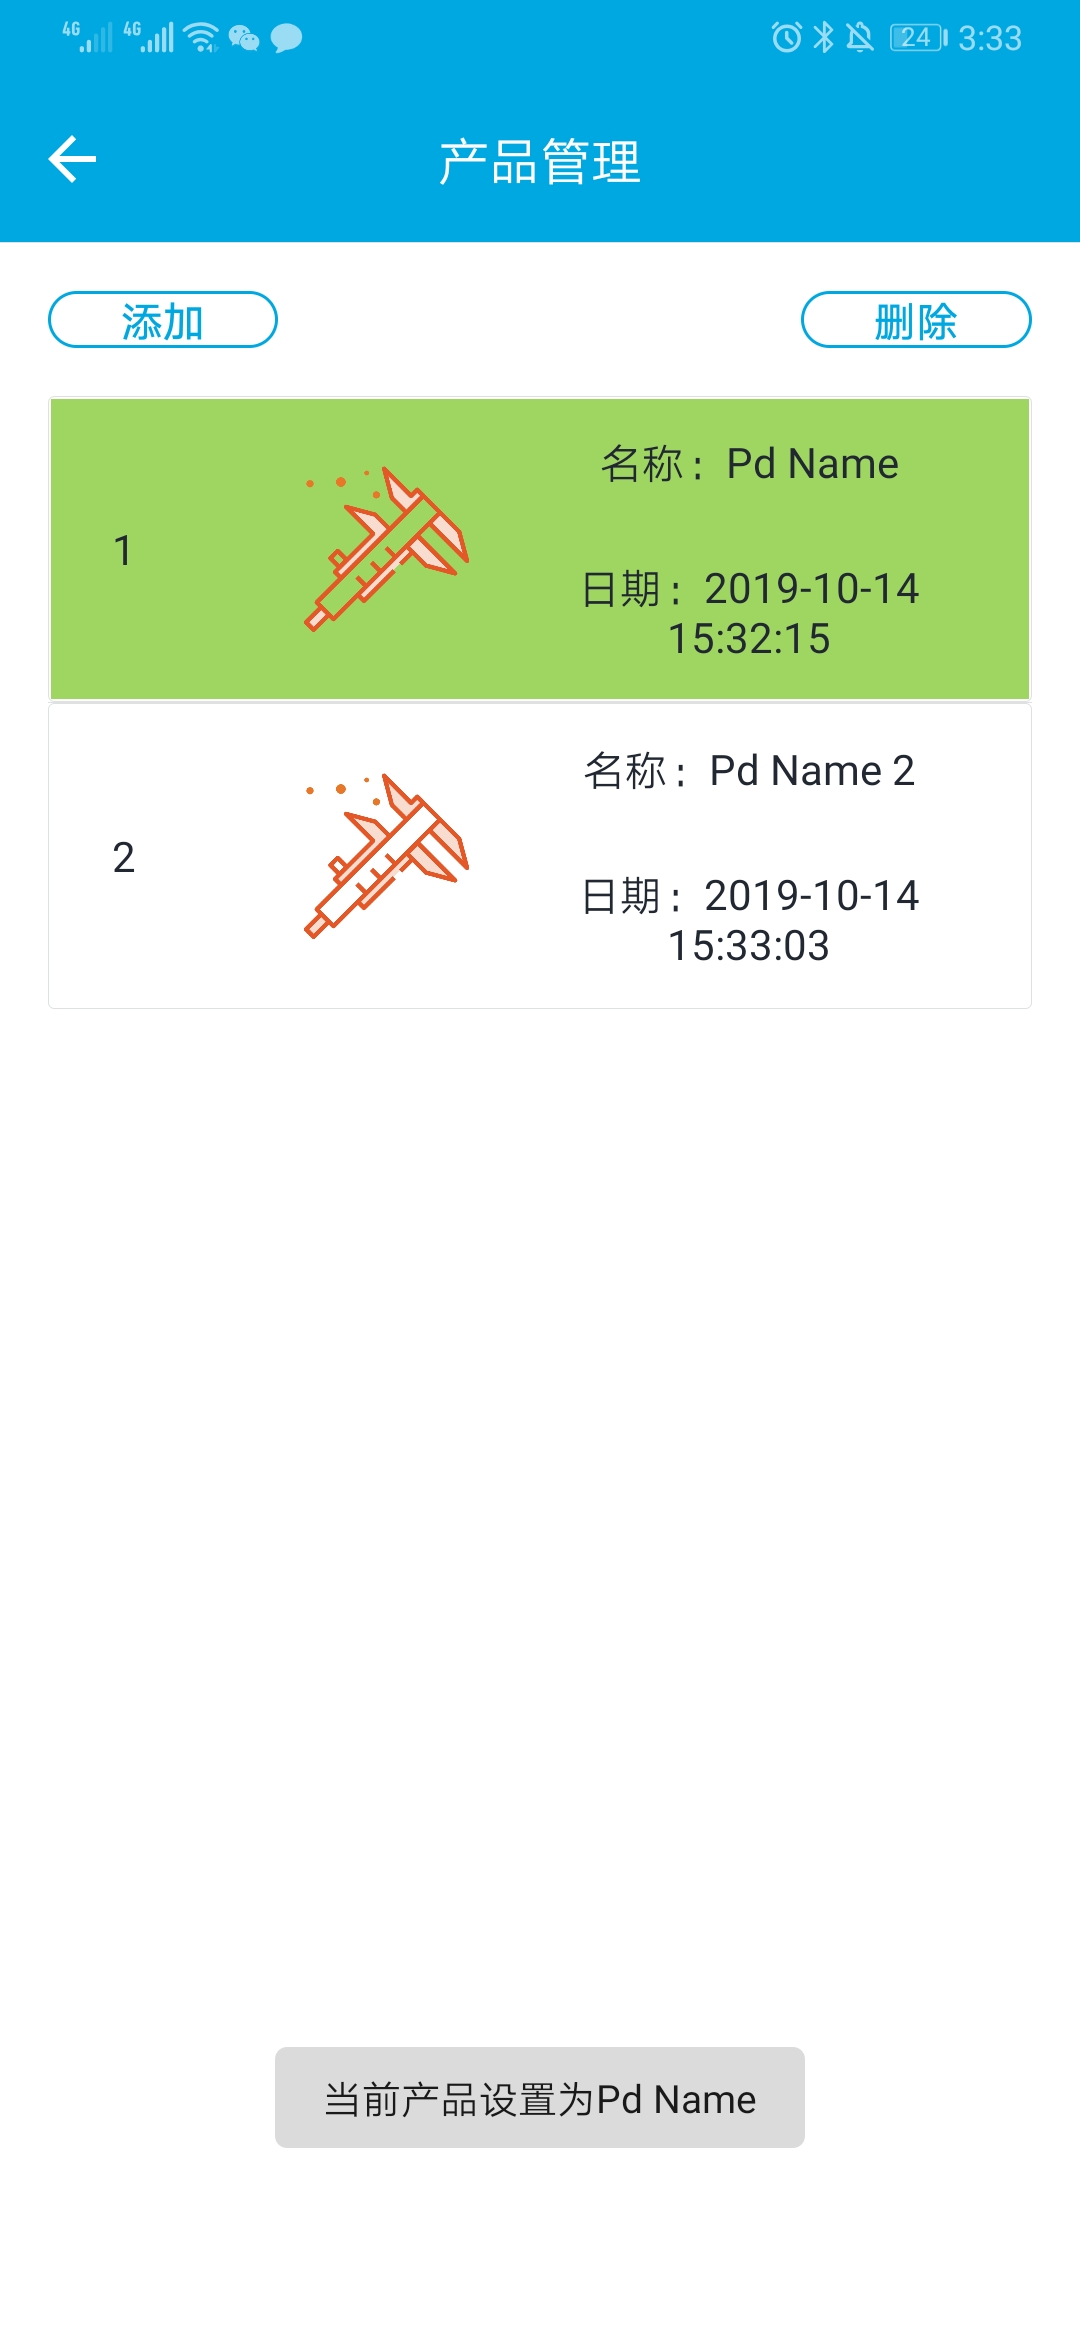 4G 4G 24 3:33
产品管理
添加 删除
名称： Pd Name
1
日期： 2019-10-14
15:32:15
名称： Pd Name 2
2
日期： 2019-10-14
15:33:03
当前产品设置为Pd Name